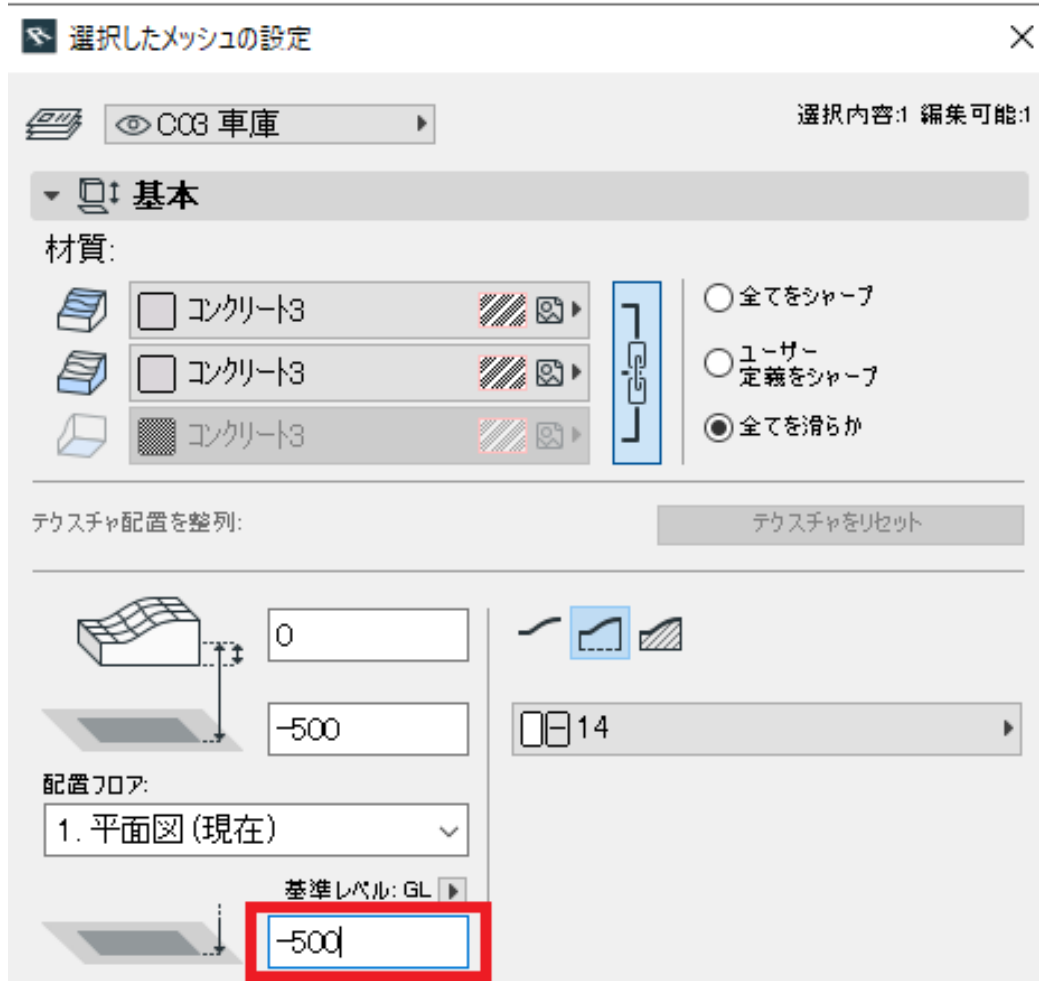 選択したメッシュの設定
C03 車庫
選択内容:1 編集可能:1
基本
材質:
コンクリート3
コンクリート3
コンクリート3
全てをシャープ
ユーザー
定義をシャープ
全てを滑らか
テクスチャ配置を整列:
テクスチャをリセット
0
-500
14
配置フロア:
1. 平面図 (現在)
基準レベル: GL
-500